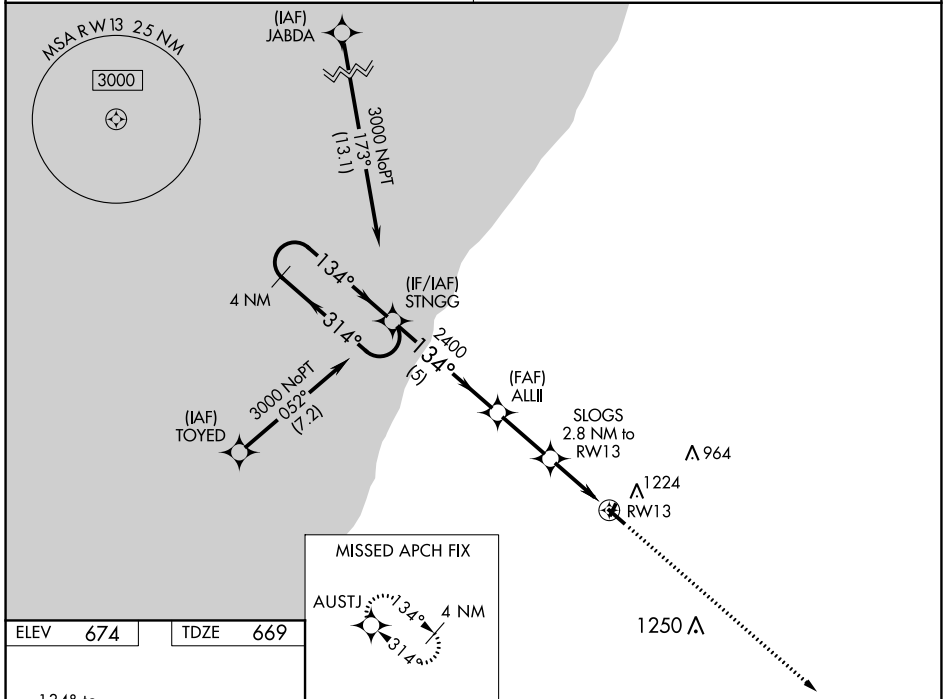 MSA RW13 25 NM
3000
(IAF)
JABDA
3000 NoPT
173°
(13.1)
4 NM
134°
314°
(IF/IAF)
STNGG
2400
134°
(5)
(IAF)
TOYED
3000 NoPT
052°
(7.2)
(FAF)
ALLII
SLOGS
2.8 NM to
RW13
964
1224
RW13
1250
MISSED APCH FIX
AUSTJ
134°
4 NM
314°
ELEV 674
TDZE 669
134° to